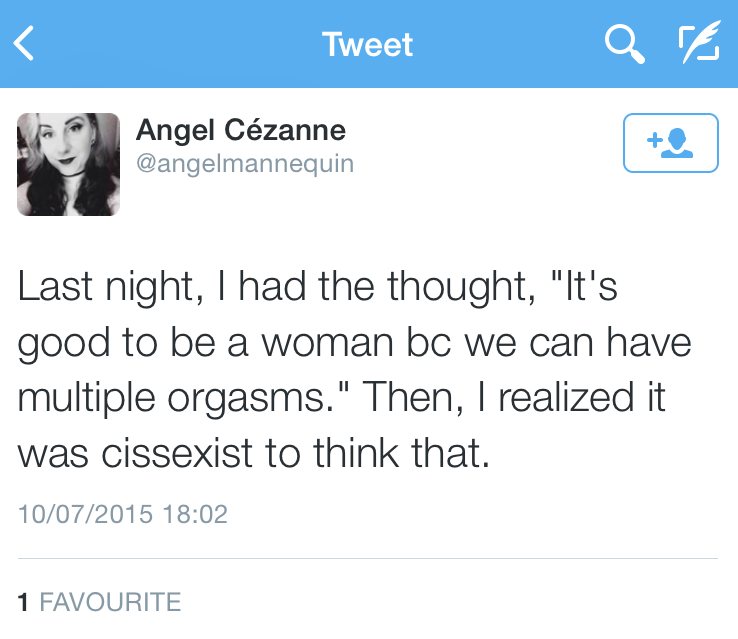 Tweet
Angel Cézanne
@angelmannequin
Last night, I had the thought, "It's
good to be a woman bc we can have
multiple orgasms." Then, I realized it
was cissexist to think that.
10/07/2015 18:02
1 FAVOURITE